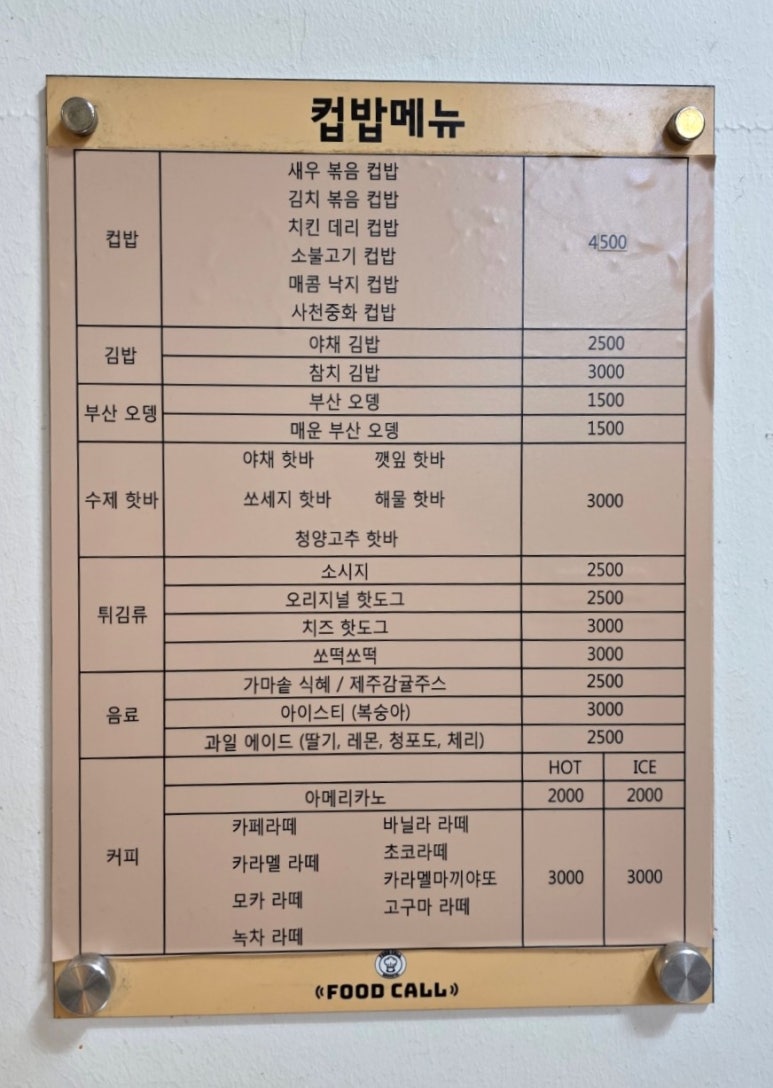 컵밥메뉴
컵밥
새우 볶음 컵밥
김치 볶음 컵밥
치킨 데리 컵밥
소불고기 컵밥
매콤 낙지 컵밥
사천중화 컵밥
4500
김밥
야채 김밥 2500
참치 김밥 3000
부산 오뎅
부산 오뎅 1500
매운 부산 오뎅 1500
수제 핫바
야채 핫바 깻잎 핫바
쏘세지 핫바 해물 핫바
청양고추 핫바
3000
튀김류
소시지 2500
오리지널 핫도그 2500
치즈 핫도그 3000
쏘떡쏘떡 3000
음료
가마솥 식혜 / 제주감귤주스 2500
아이스티 (복숭아) 3000
과일 에이드 (딸기, 레몬, 청포도, 체리) 2500
커피
HOT ICE
아메리카노 2000 2000
카페라떼
카라멜 라떼
모카 라떼
녹차 라떼
바닐라 라떼
초코라떼
카라멜마끼야또
고구마 라떼
3000 3000
FOOD CALL